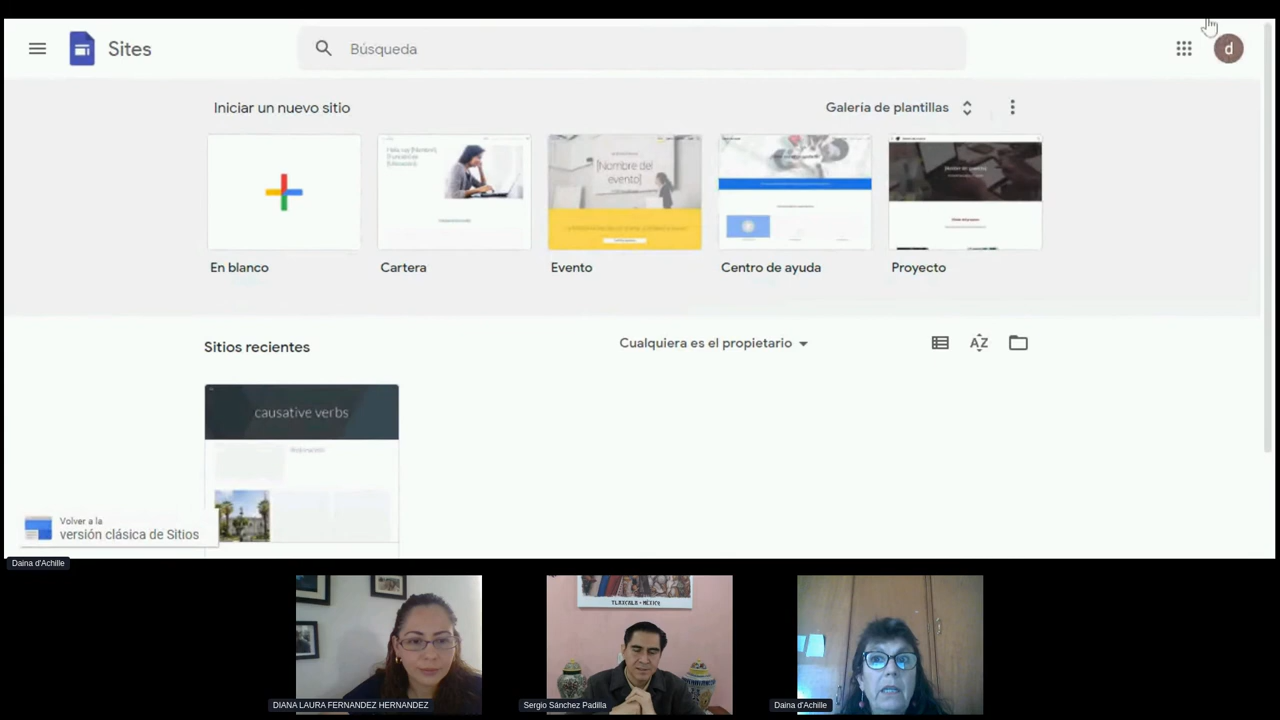 Sites
Búsqueda
d
Iniciar un nuevo sitio
Galería de plantillas
[Nombre del
evento]
En blanco
Cartera
Evento
Centro de ayuda
Proyecto
Sitios recientes
Cualquiera es el propietario
AZ
causative verbs
Volver a la
versión clásica de Sitios
Daina d'Achille
TLAXCALA - MÉXICO
DIANA LAURA FERNANDEZ HERNANDEZ
Sergio Sánchez Padilla
Daina d'Achille